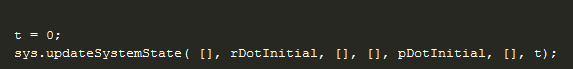 t = 0;
sys.updateSystemState( [], rDotInitial, [], [], pDotInitial, [], t);